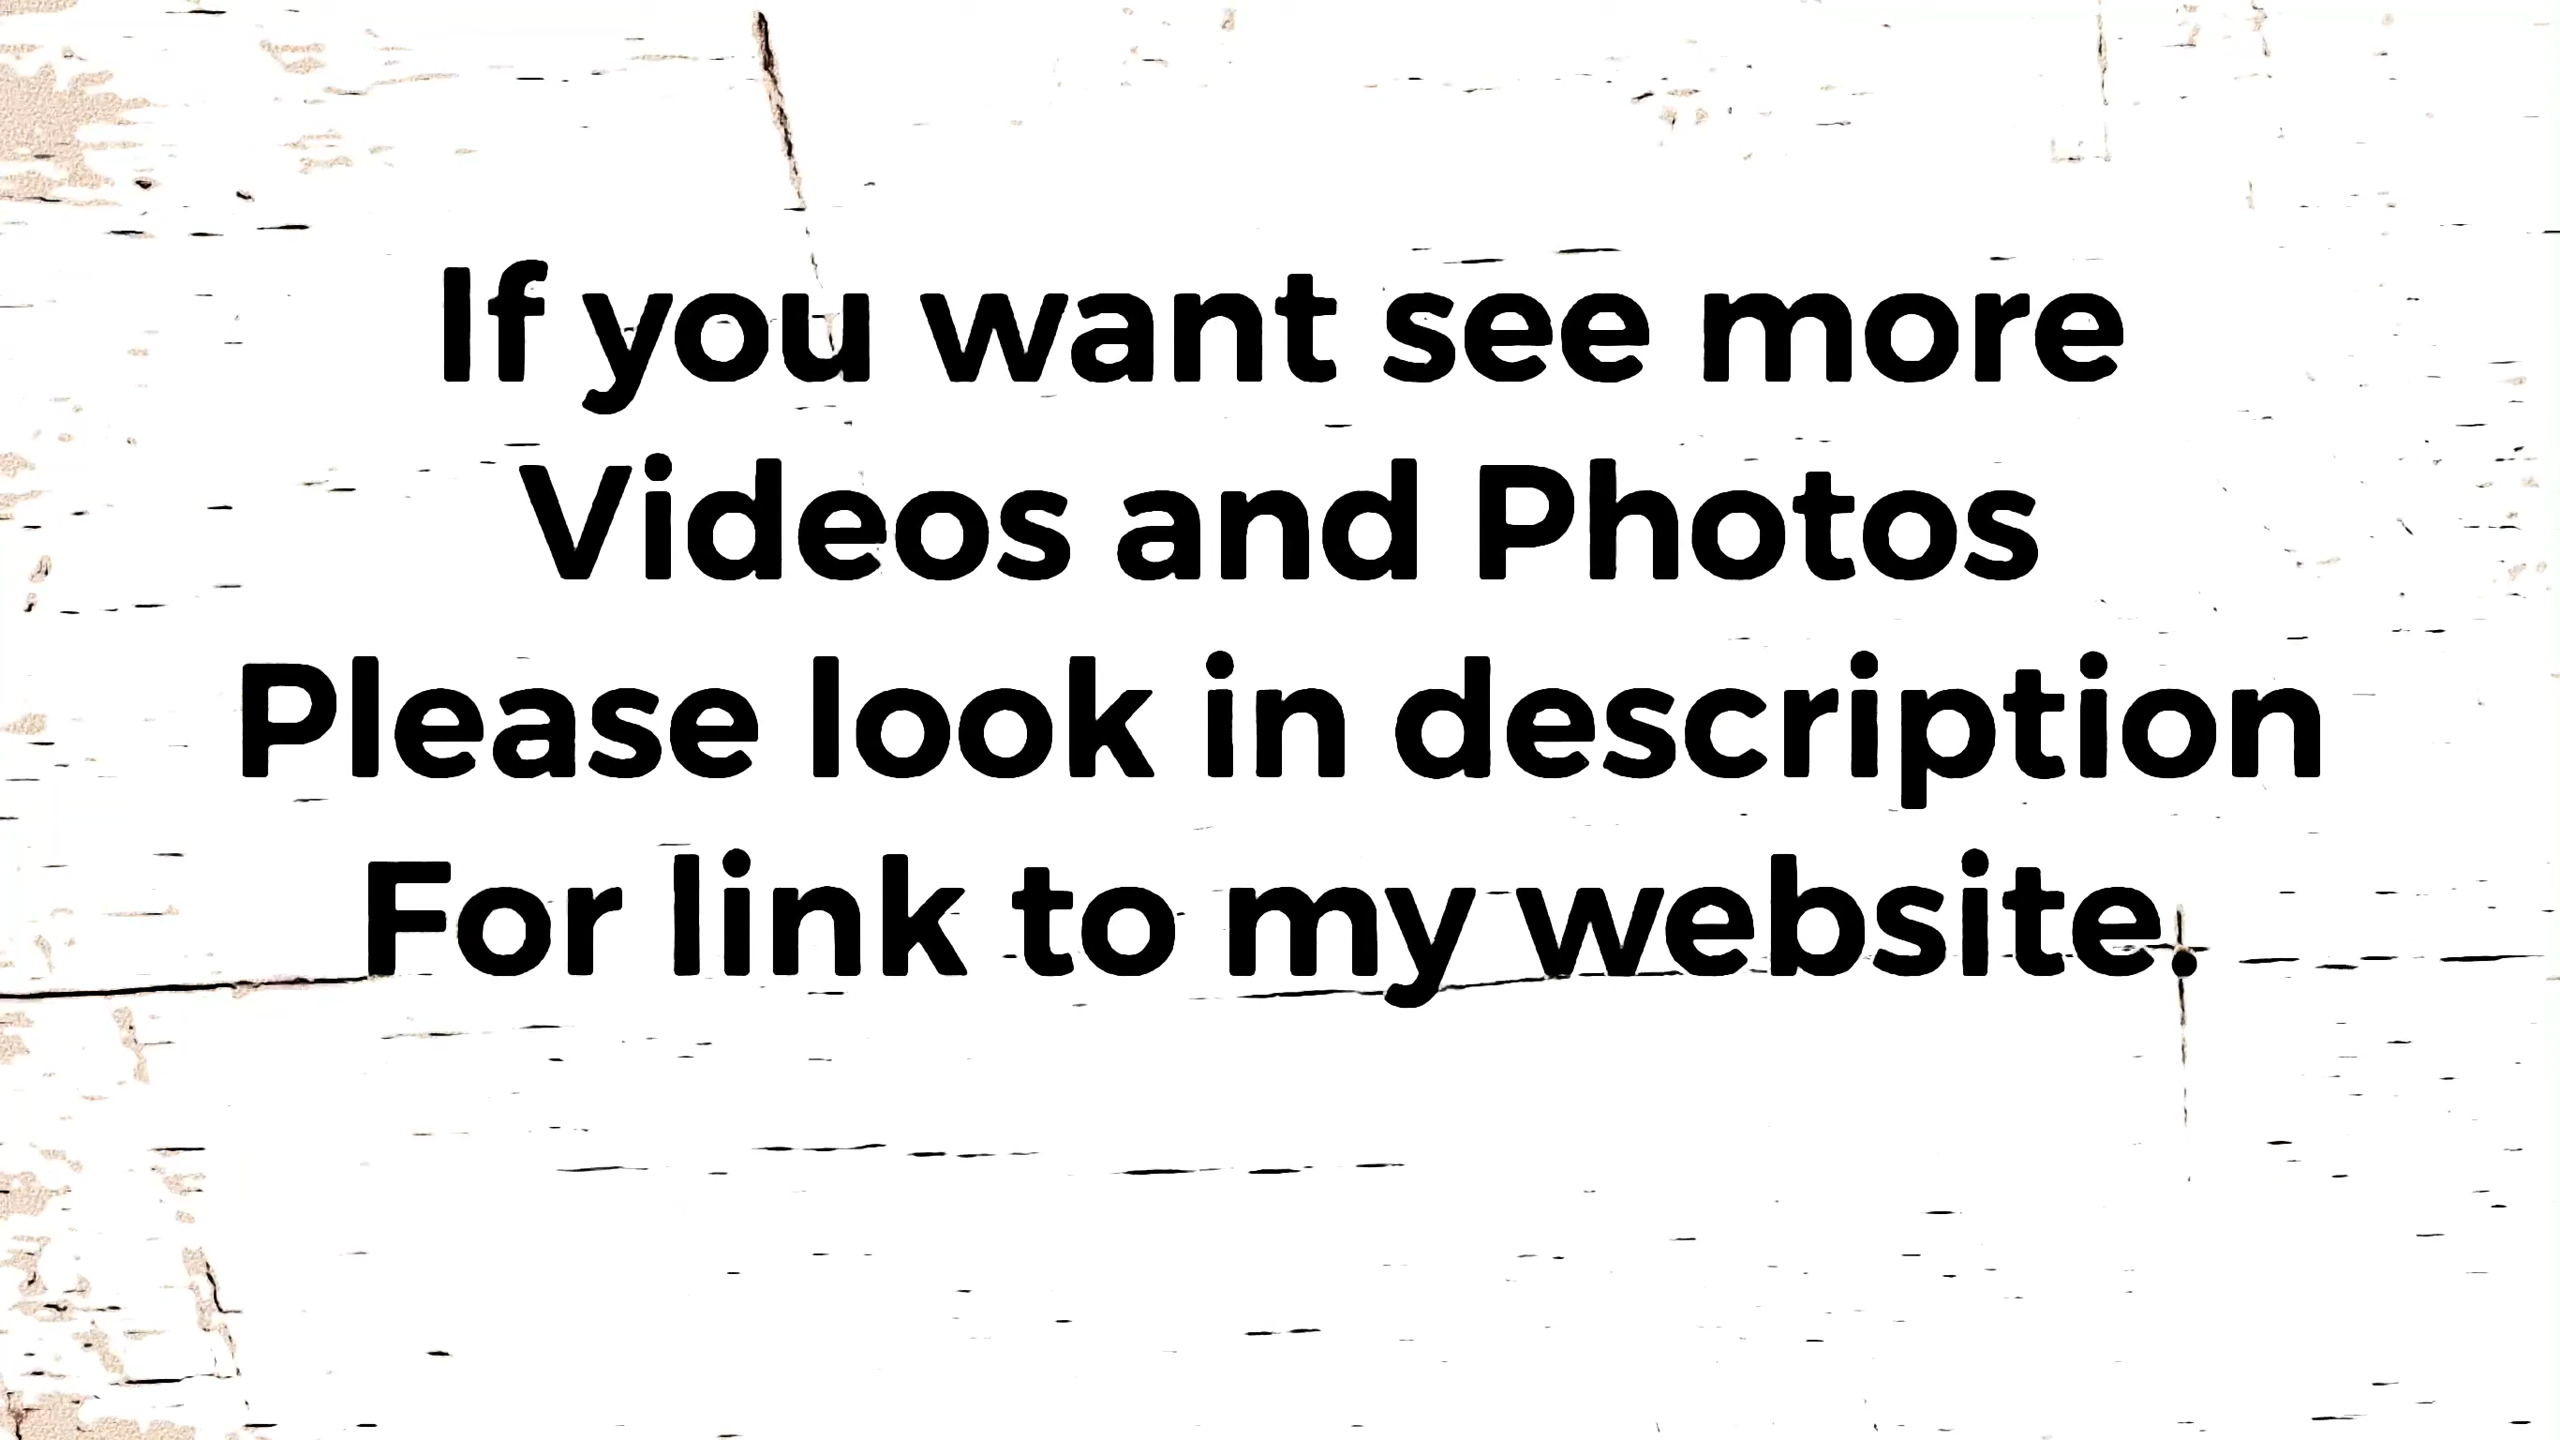 If you want see more
Videos and Photos
Please look in description
For link to my website.